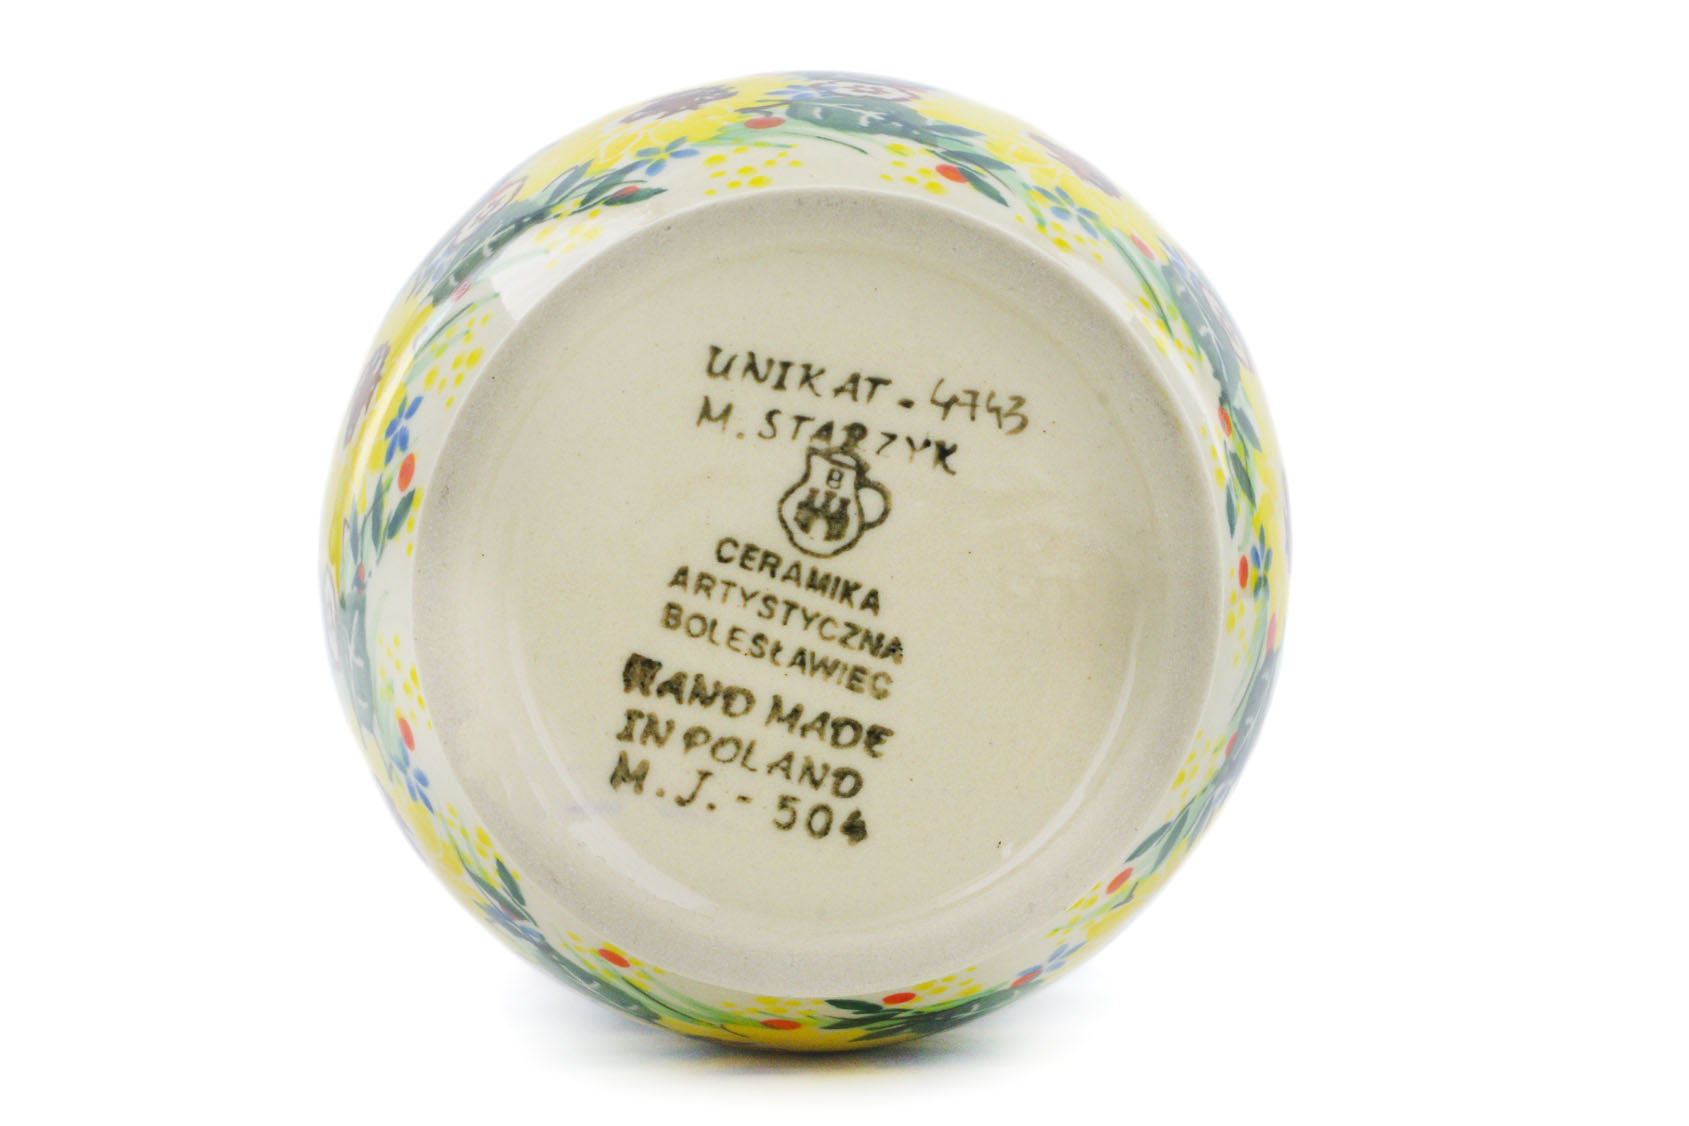 UNIKAT - 4743
M. STARZYK
B
CERAMIKA
ARTYSTYCZNA
BOLESŁAWIEC
HAND MADE
IN POLAND
M.J. - 504